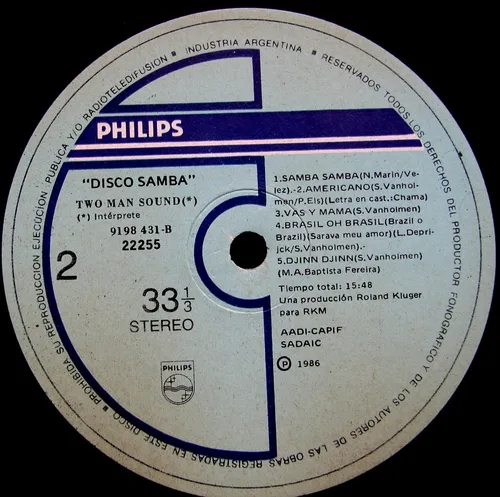 INDUSTRIA ARGENTINA • RESERVADOS TODOS LOS DERECHOS DEL PRODUCTOR FONOGRAFICO Y DE LOS AUTORES DE LAS OBRAS REGISTRADAS EN ESTE DISCO • PROHIBIDA SU REPRODUCCION EJECUCION PUBLICA Y/O RADIOTELEDIFUSION •
PHILIPS
"DISCO SAMBA"
TWO MAN SOUND(*)
(*) Intérprete
9198 431-B
22255
2
33 1/3
STEREO
PHILIPS
1.SAMBA SAMBA(N.Marin/Ve-
lez).-2.AMERICANO(S.Vanhol-
men/P.Els)(Letra en cast.:Chama)
3.VAS Y MAMA(S.Vanholmen)
4.BRASIL OH BRASIL(Brazil o
Brazil)(Sarava meu amor)(L.Depri-
jck/S.Vanholmen).-
5.DJINN DJINN(S.Vanholmen)
(M.A.Baptista Fereira)
Tiempo total: 15:48
Una producción Roland Kluger
para RKM
AADI-CAPIF
SADAIC
℗ 1986